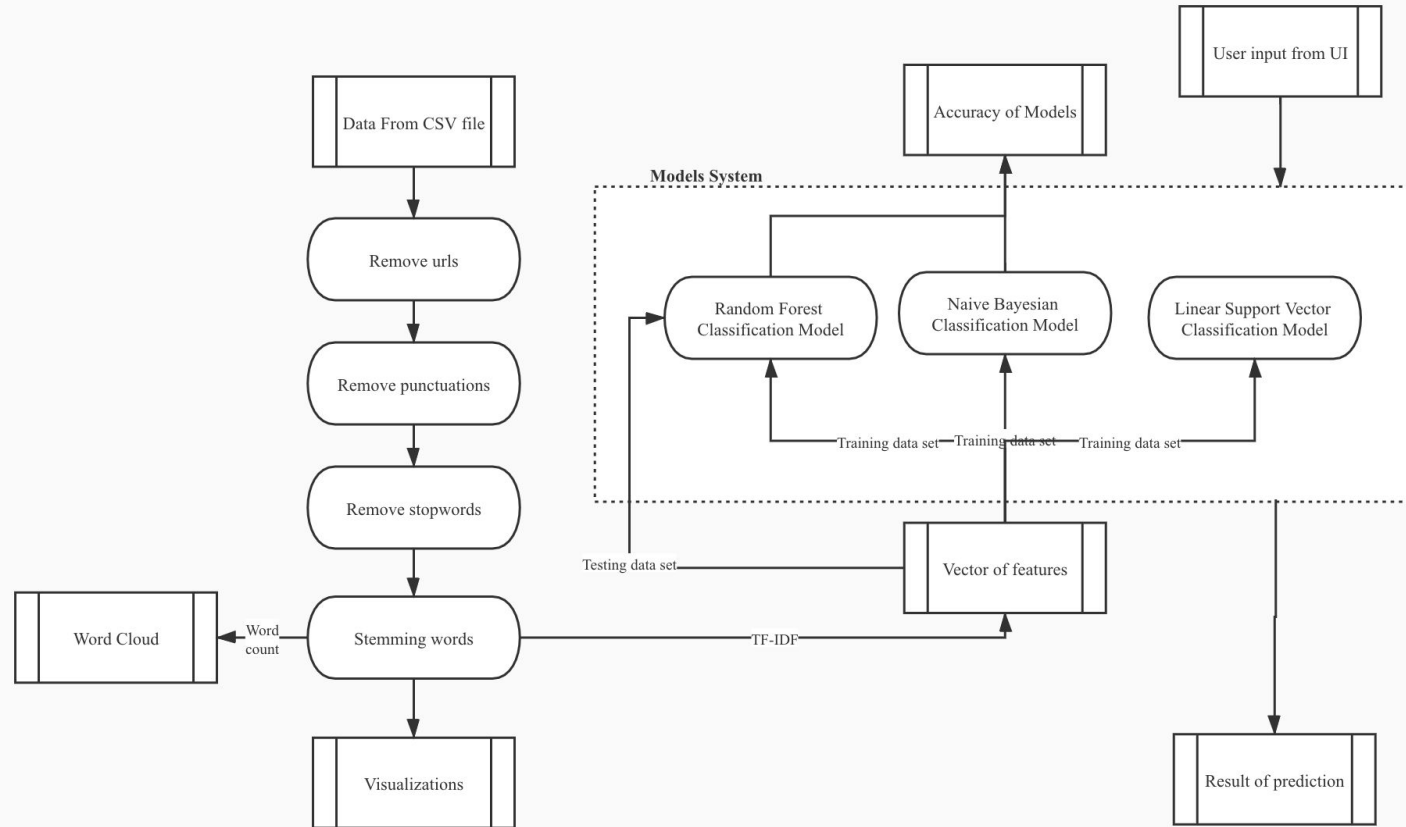 User input from UI
Accuracy of Models
Data From CSV file
Models System
Remove urls
Random Forest
Classification Model
Naive Bayesian
Classification Model
Linear Support Vector
Classification Model
Remove punctuations
Training data set
Training data set
Training data set
Remove stopwords
Testing data set
Vector of features
Word Cloud
Word
count
Stemming words
TF-IDF
Visualizations
Result of prediction